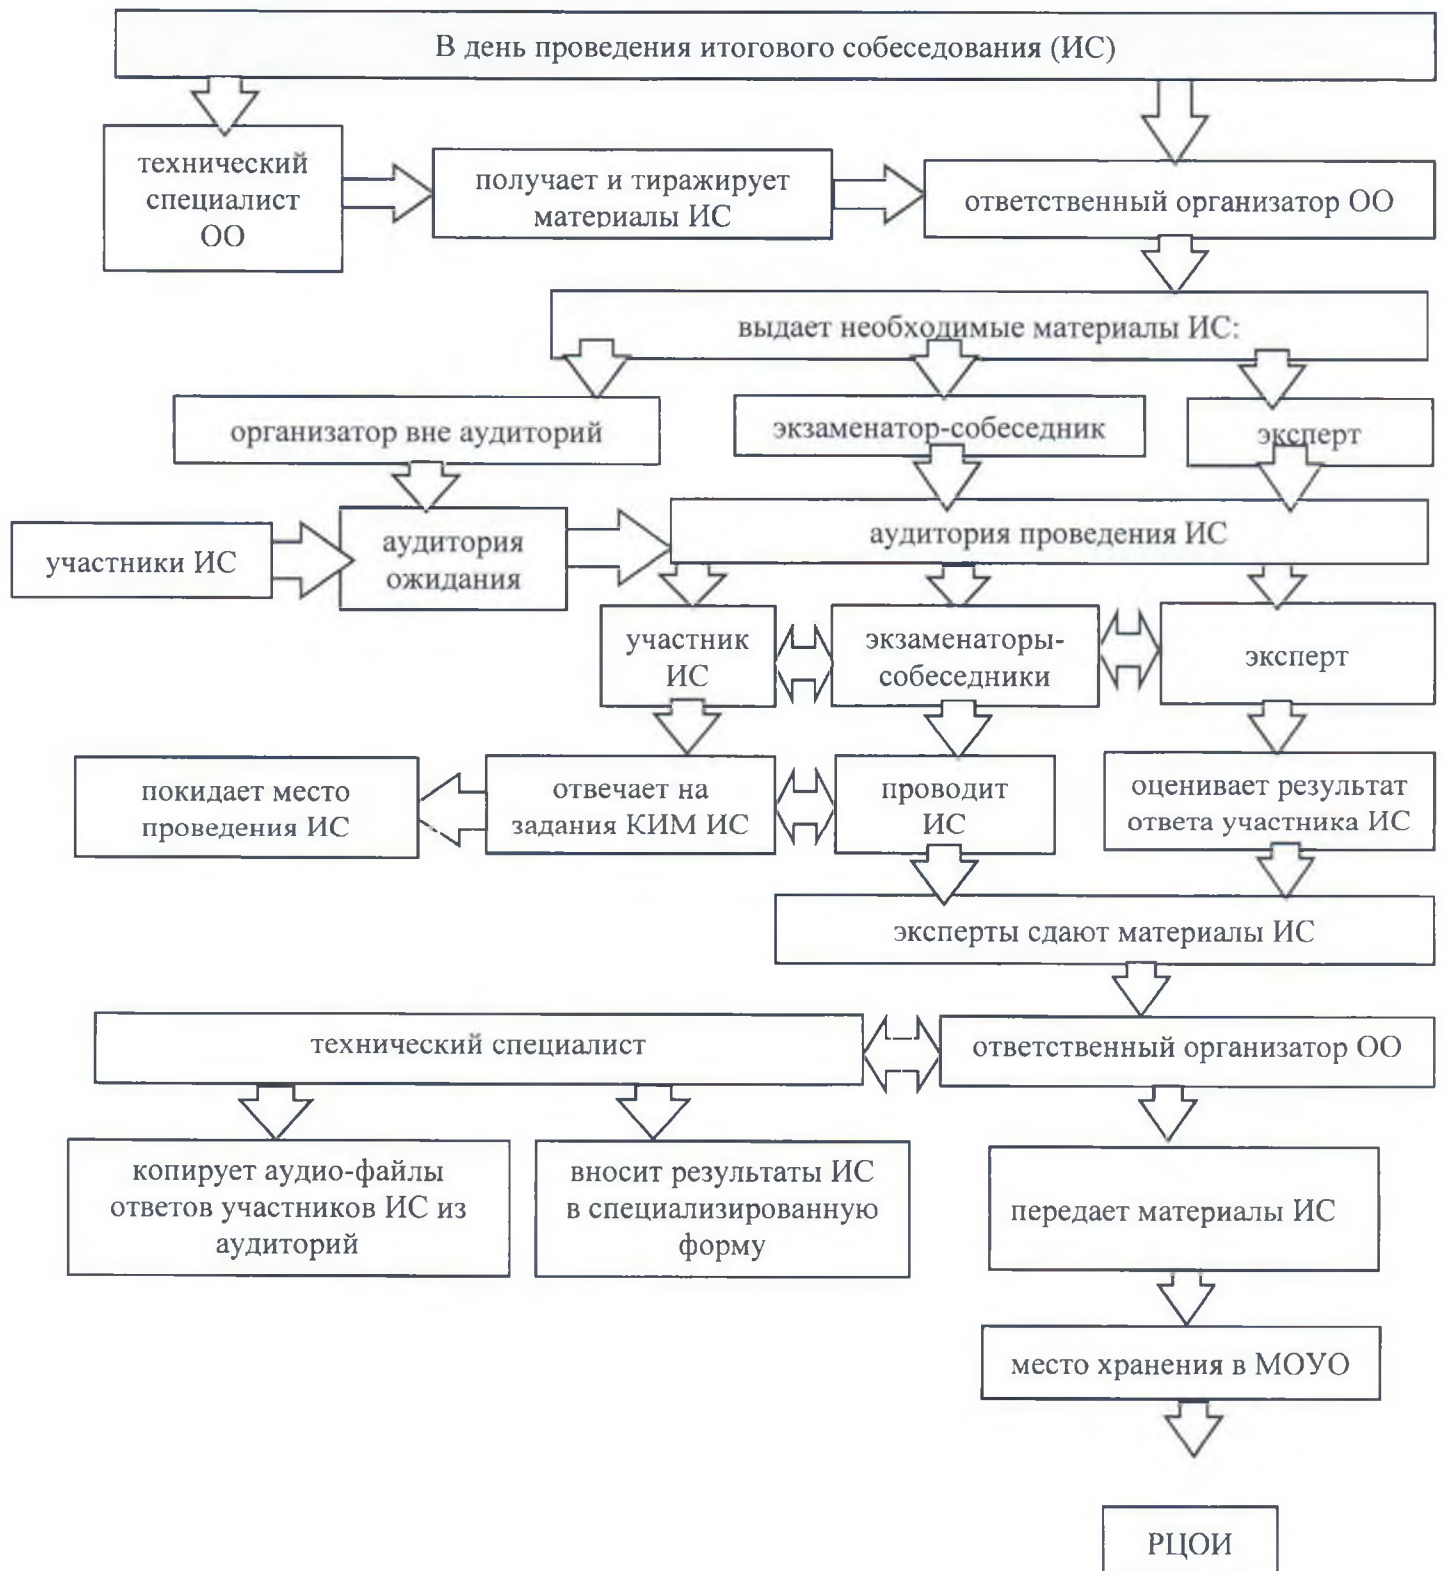 В день проведения итогового собеседования (ИС)
технический
специалист
ОО
получает и тиражирует
материалы ИС
ответственный организатор ОО
выдает необходимые материалы ИС:
организатор вне аудиторий
экзаменатор-собеседник
эксперт
участники ИС
аудитория
ожидания
аудитория проведения ИС
участник
ИС
экзаменаторы-
собеседники
эксперт
покидает место
проведения ИС
отвечает на
задания КИМ ИС
проводит
ИС
оценивает результат
ответа участника ИС
эксперты сдают материалы ИС
технический специалист
ответственный организатор ОО
копирует аудио-файлы
ответов участников ИС из
аудиторий
вносит результаты ИС
в специализированную
форму
передает материалы ИС
место хранения в МОУО
РЦОИ